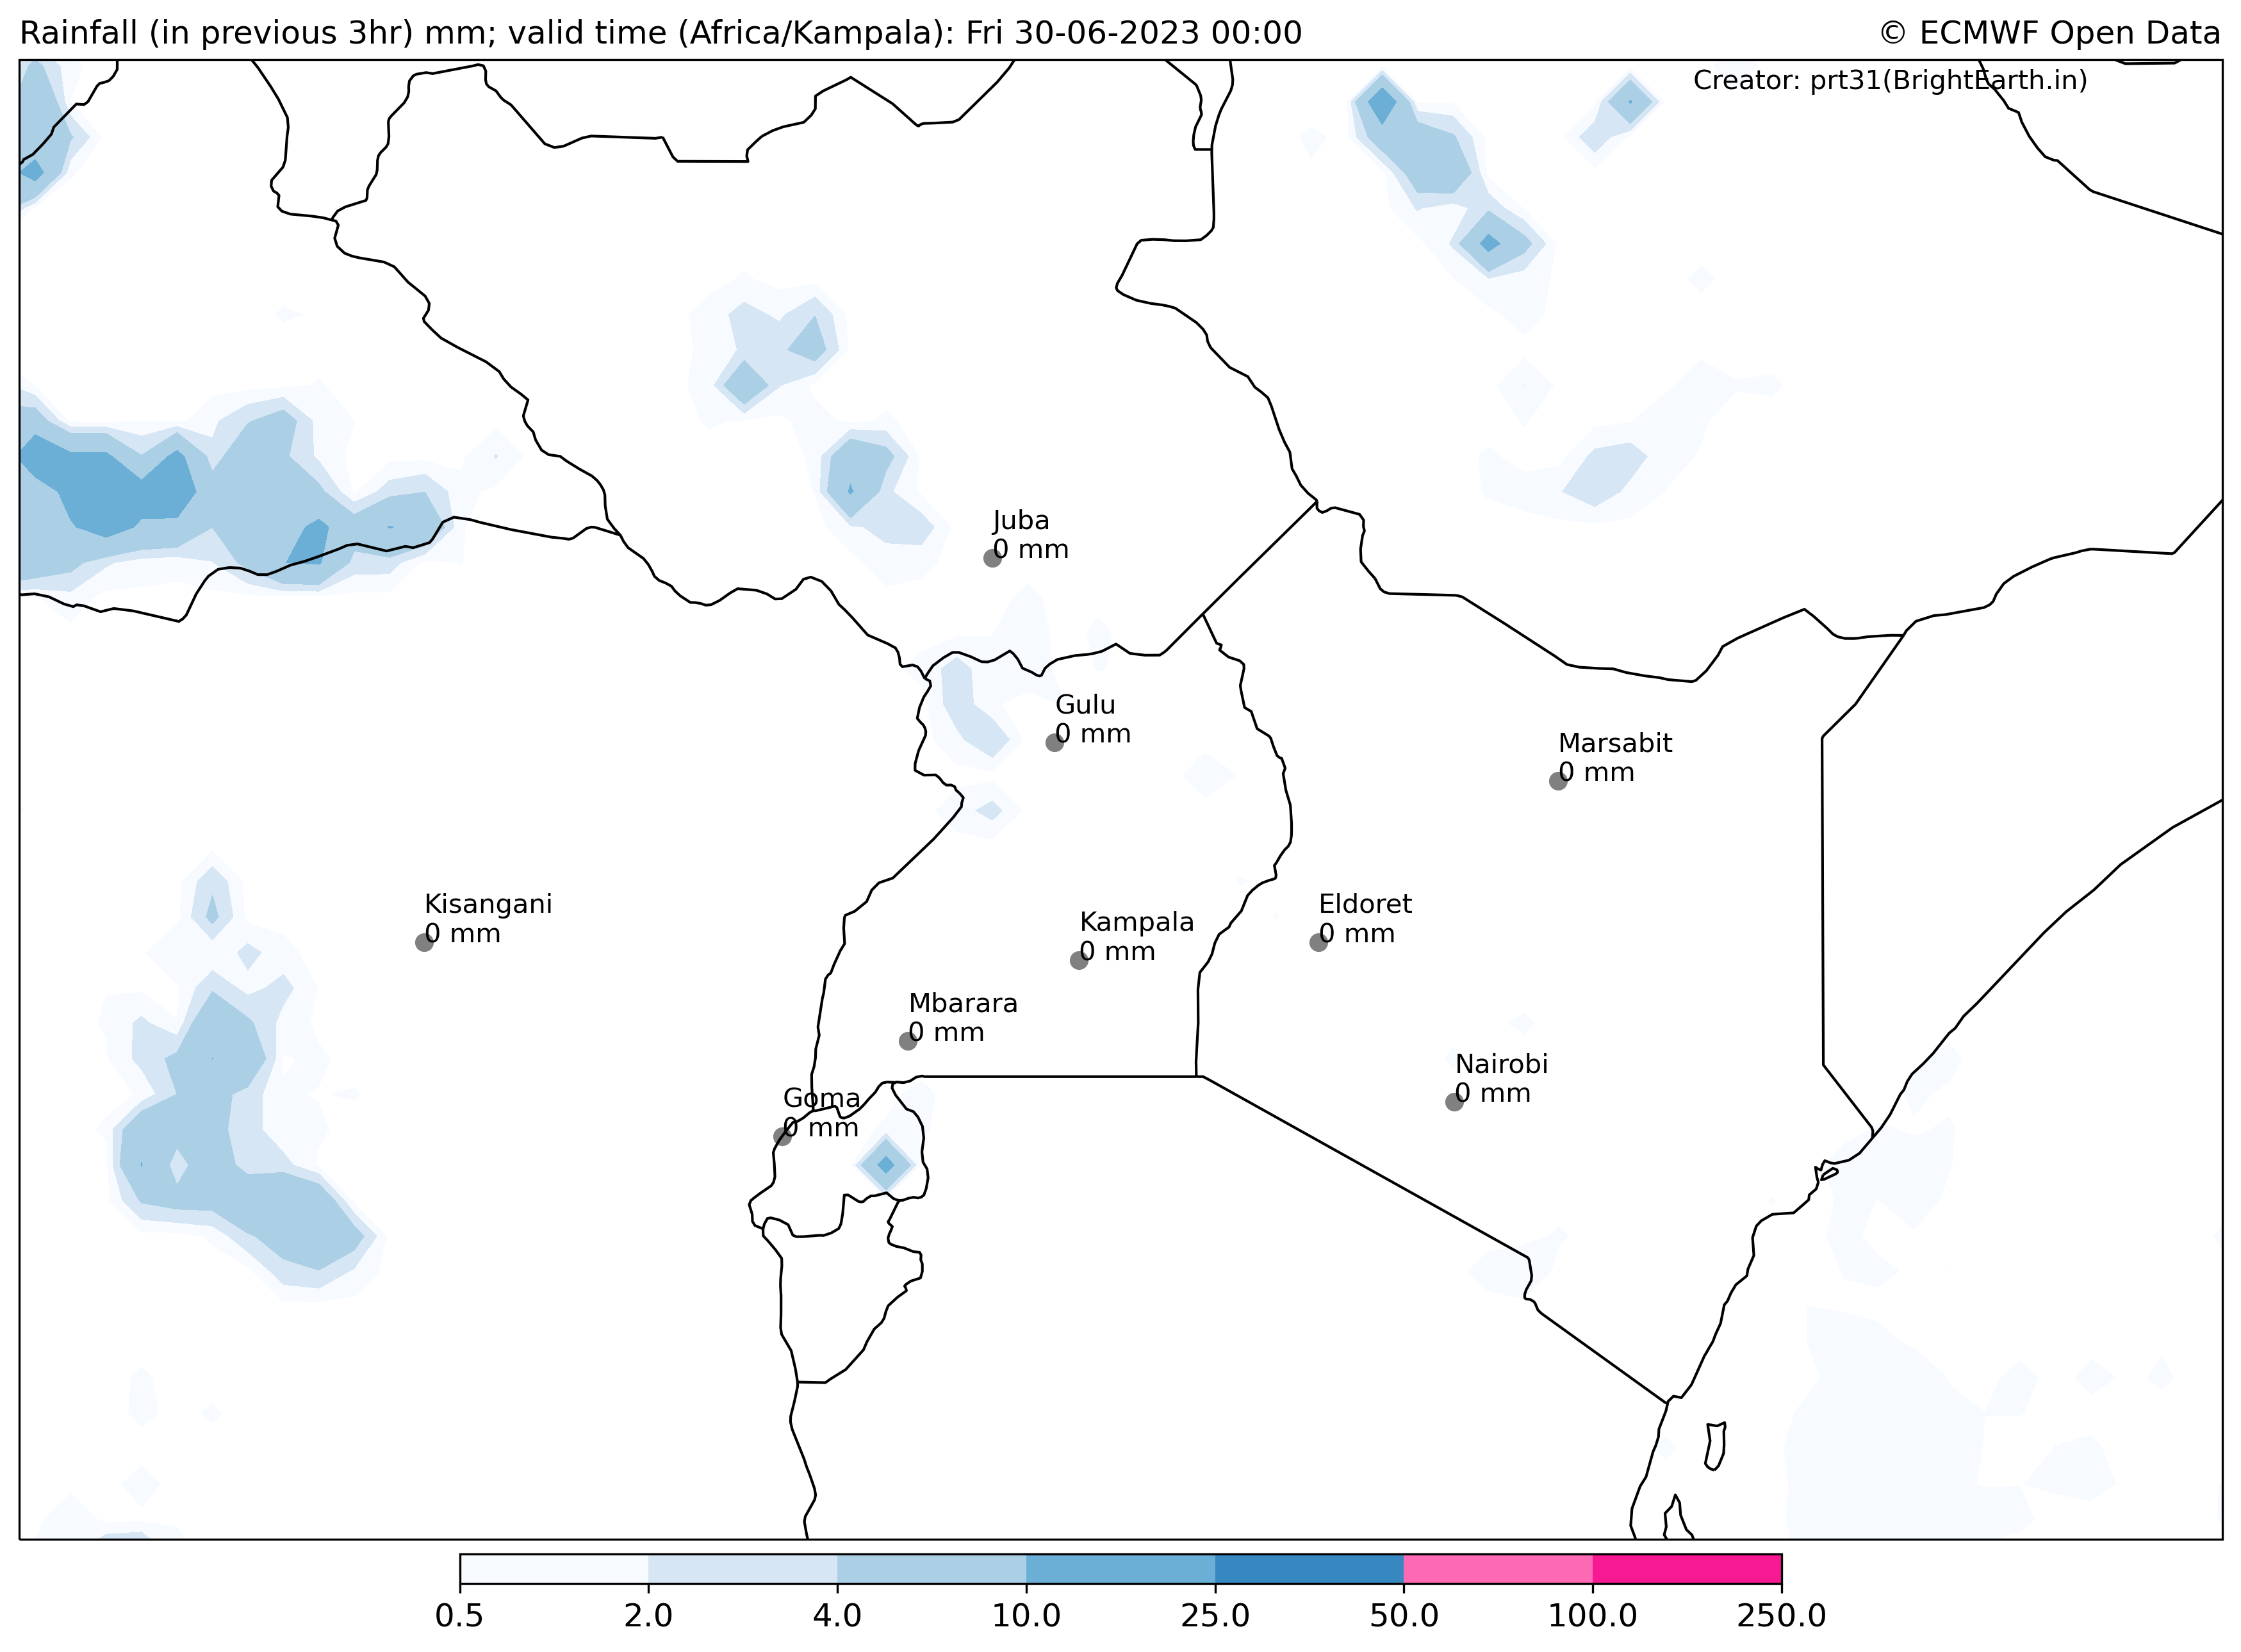 Rainfall (in previous 3hr) mm; valid time (Africa/Kampala): Fri 30-06-2023 00:00
© ECMWF Open Data
Creator: prt31(BrightEarth.in)
Juba
0 mm
Gulu
0 mm
Marsabit
0 mm
Kisangani
0 mm
Kampala
0 mm
Eldoret
0 mm
Mbarara
0 mm
Nairobi
0 mm
Goma
0 mm
0.5 2.0 4.0 10.0 25.0 50.0 100.0 250.0